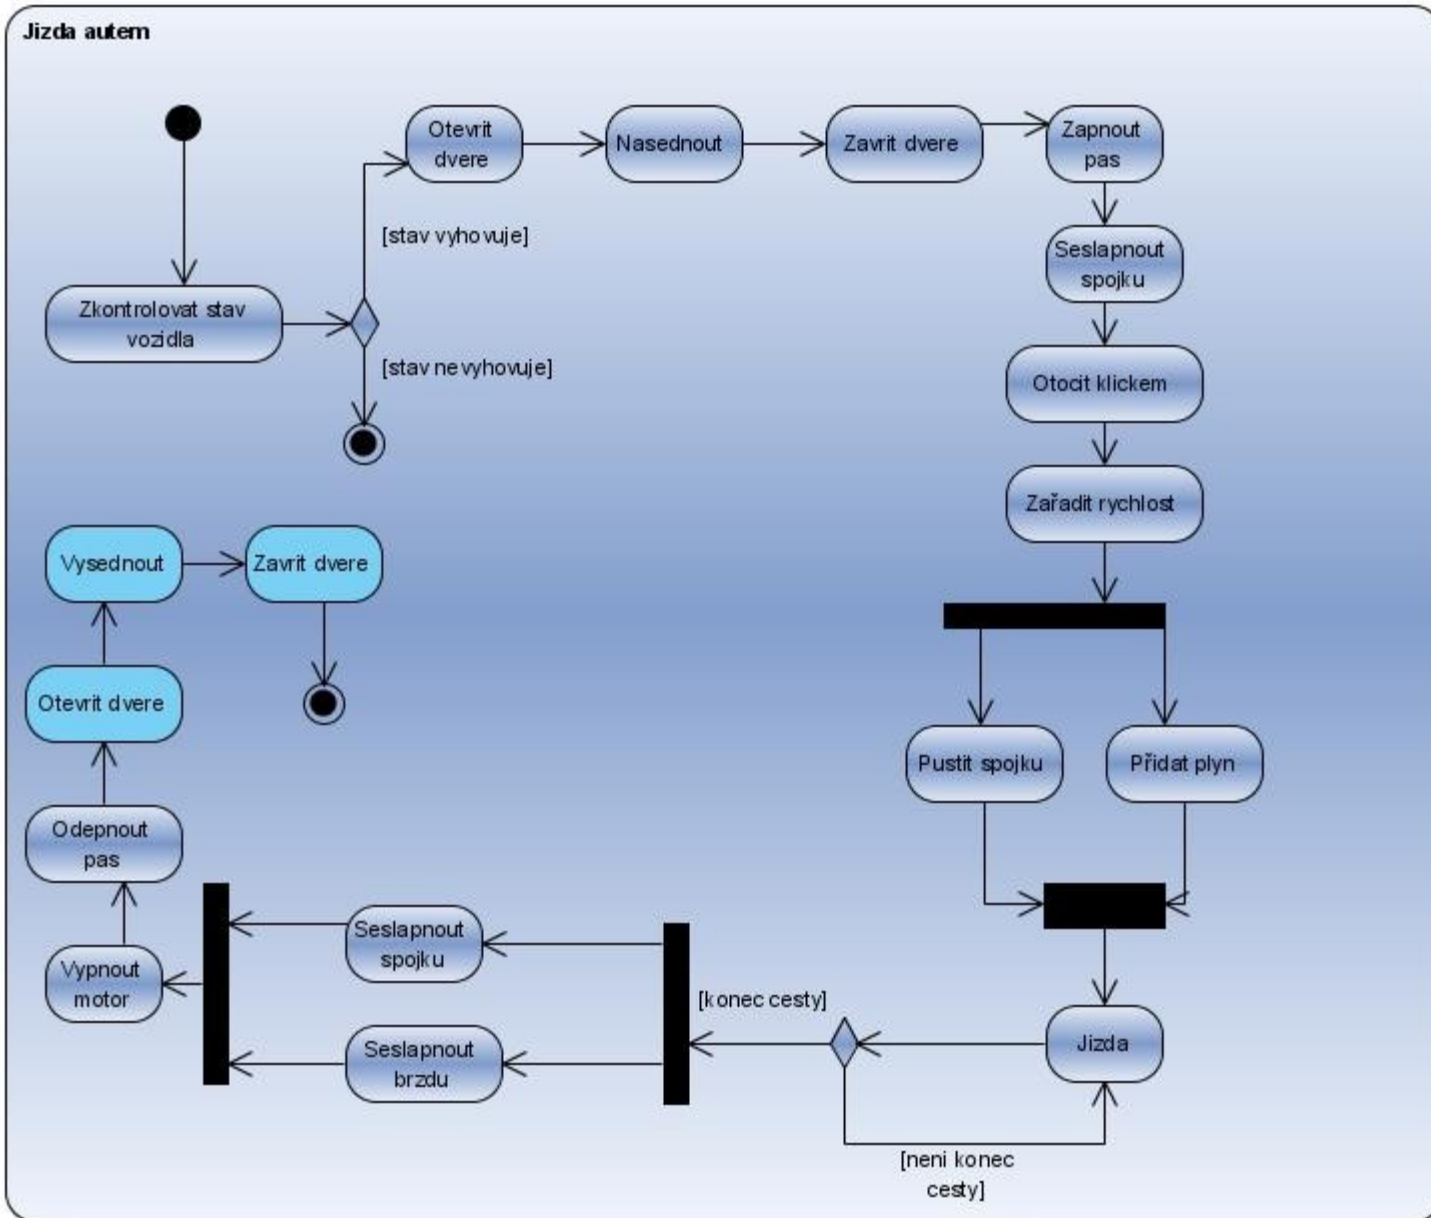 Jizda autem
Otevrit
dvere
Nasednout
Zavrit dvere
Zapnout
pas
[stav vyhovuje]
Seslapnout
spojku
Zkontrolovat stav
vozidla
[stav nevyhovuje]
Otocit klickem
Zařadit rychlost
Vysednout
Zavrit dvere
Otevrit dvere
Pustit spojku
Přidat plyn
Odepnout
pas
Seslapnout
spojku
Vypnout
motor
[konec cesty]
Seslapnout
brzdu
Jizda
[neni konec
cesty]